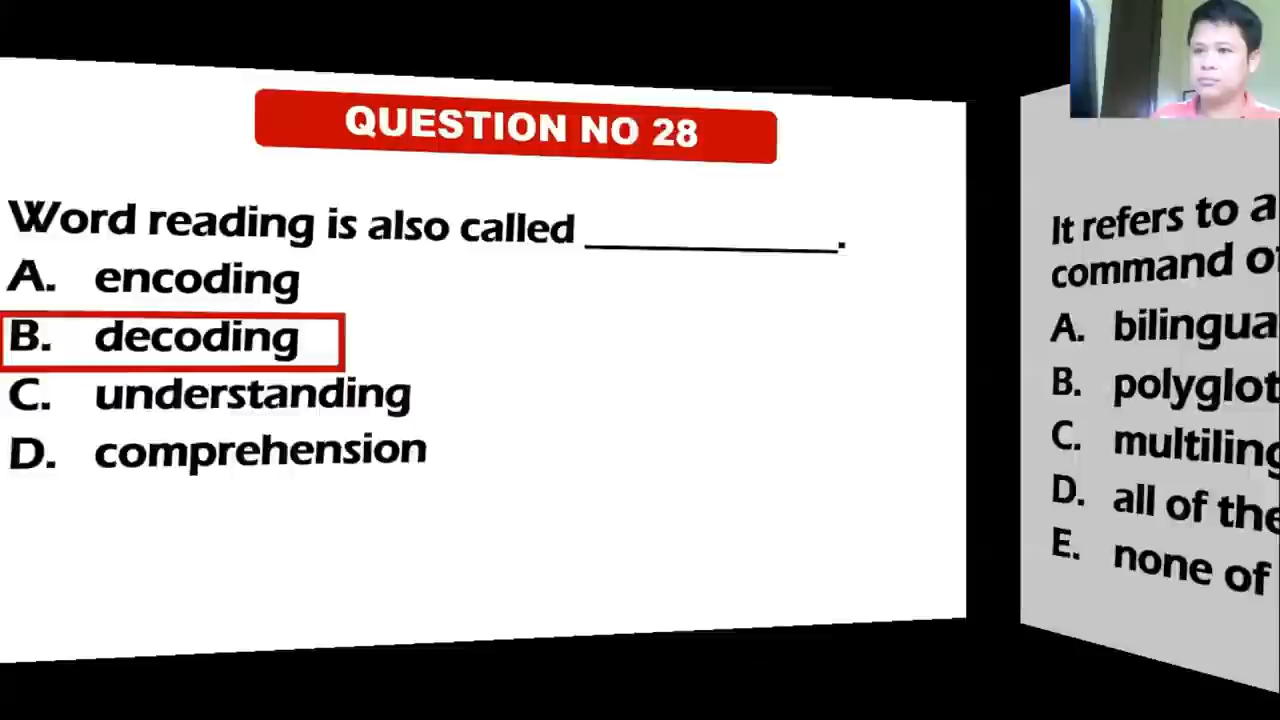 QUESTION NO 28
Word reading is also called ____________.
A. encoding
B. decoding
C. understanding
D. comprehension
It refers to a
command
A. bilingua
B. polyglot
C. multiling
D. all of the
E. none of